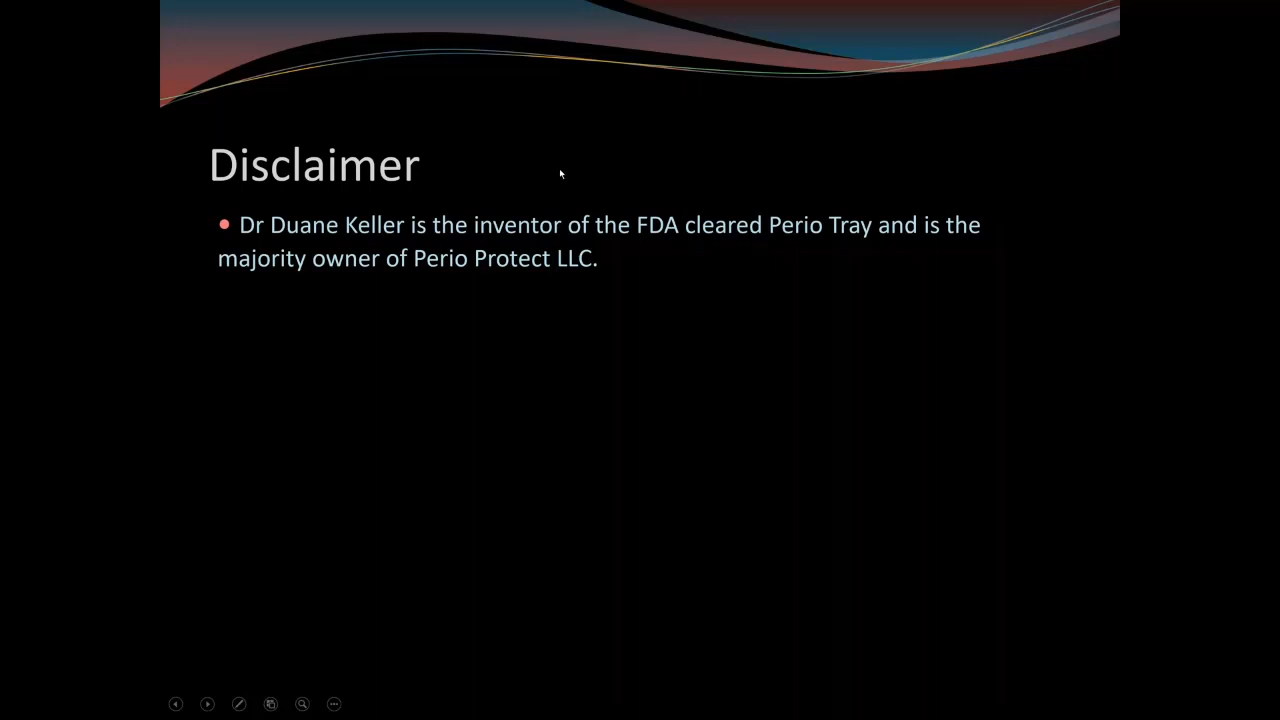 Disclaimer
• Dr Duane Keller is the inventor of the FDA cleared Perio Tray and is the
majority owner of Perio Protect LLC.